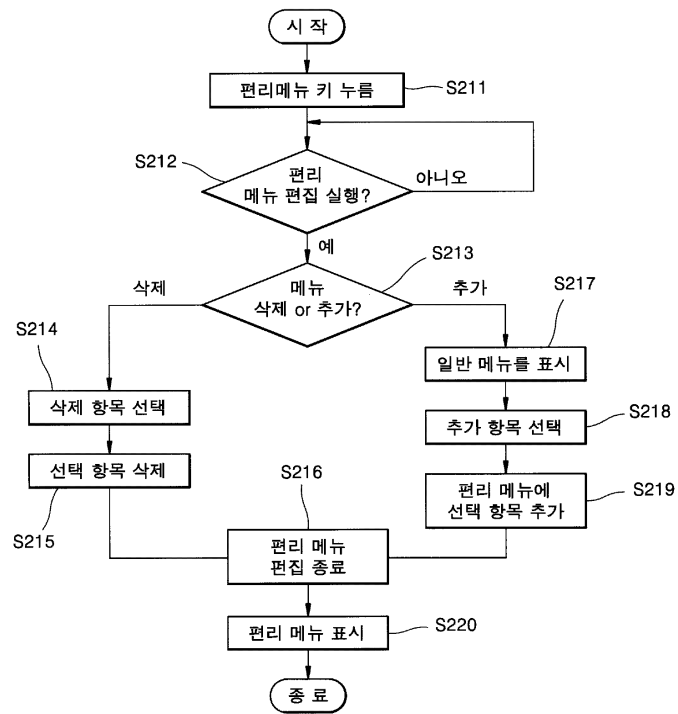 시 작
편리메뉴 키 누름
S211
S212
편리
메뉴 편집 실행?
아니오
예
S213
메뉴
삭제 or 추가?
삭제
추가
S217
S214
일반 메뉴를 표시
삭제 항목 선택
추가 항목 선택
S218
선택 항목 삭제
S215
편리 메뉴에
선택 항목 추가
S219
S216
편리 메뉴
편집 종료
편리 메뉴 표시
S220
종 료